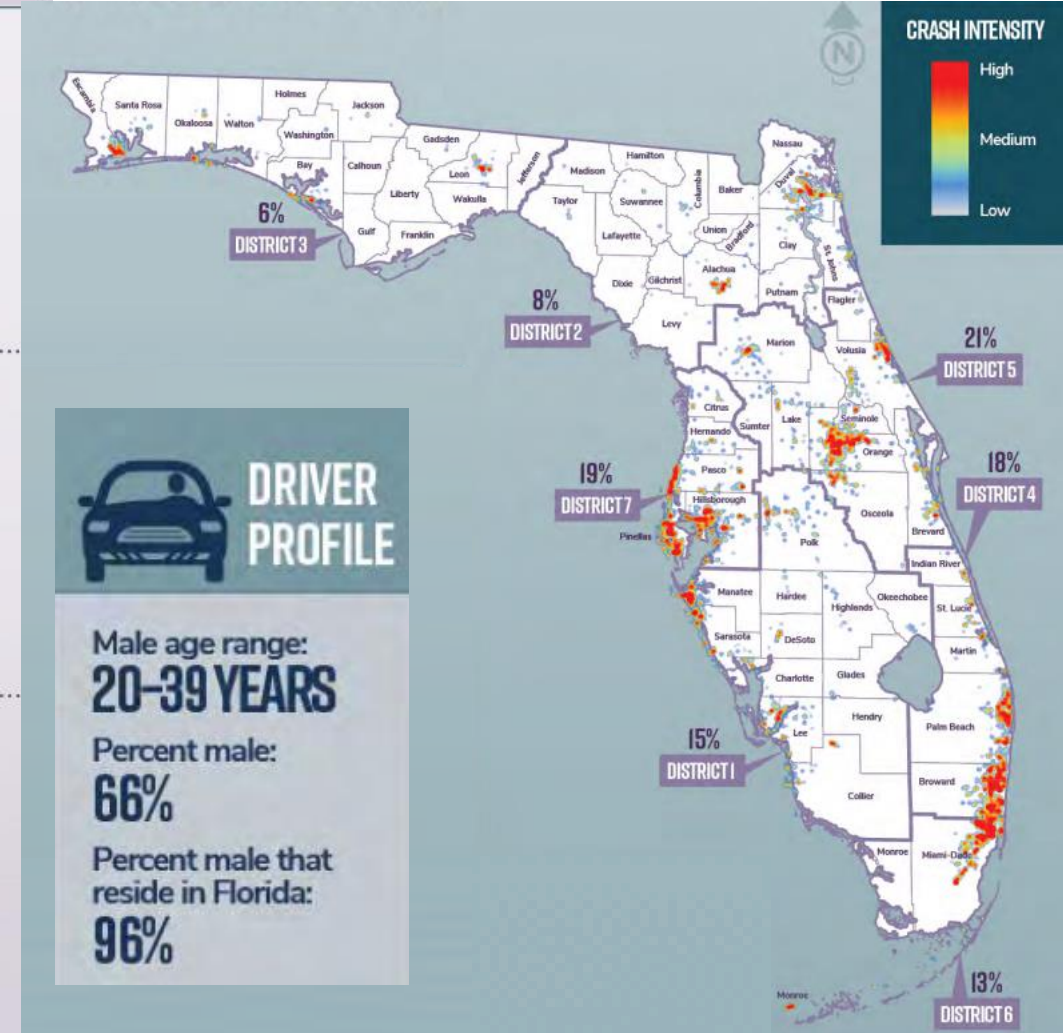 CRASH INTENSITY
High
Medium
Low
N
Escambia
Santa Rosa
Okaloosa
Walton
Holmes
Washington
Bay
Jackson
Calhoun
Gulf
Liberty
Franklin
Gadsden
Leon
Wakulla
Jefferson
6%
DISTRICT 3
Madison
Taylor
Hamilton
Suwannee
Lafayette
Dixie
Gilchrist
Columbia
Baker
Union
Bradford
Alachua
Levy
Nassau
Duval
Clay
St. Johns
Putnam
8%
DISTRICT 2
Flagler
Volusia
Marion
Sumter
Lake
Seminole
Orange
Osceola
Brevard
21%
DISTRICT 5
Citrus
Hernando
Pasco
Hillsborough
Pinellas
19%
DISTRICT 7
18%
DISTRICT 4
Indian River
St. Lucie
Martin
Palm Beach
Broward
Polk
Manatee
Hardee
Highlands
Okeechobee
Sarasota
DeSoto
Charlotte
Glades
Lee
Hendry
Collier
15%
DISTRICT 1
Monroe
Miami-Dade
Monroe
13%
DISTRICT 6
DRIVER
PROFILE
Male age range:
20-39 YEARS
Percent male:
66%
Percent male that
reside in Florida:
96%